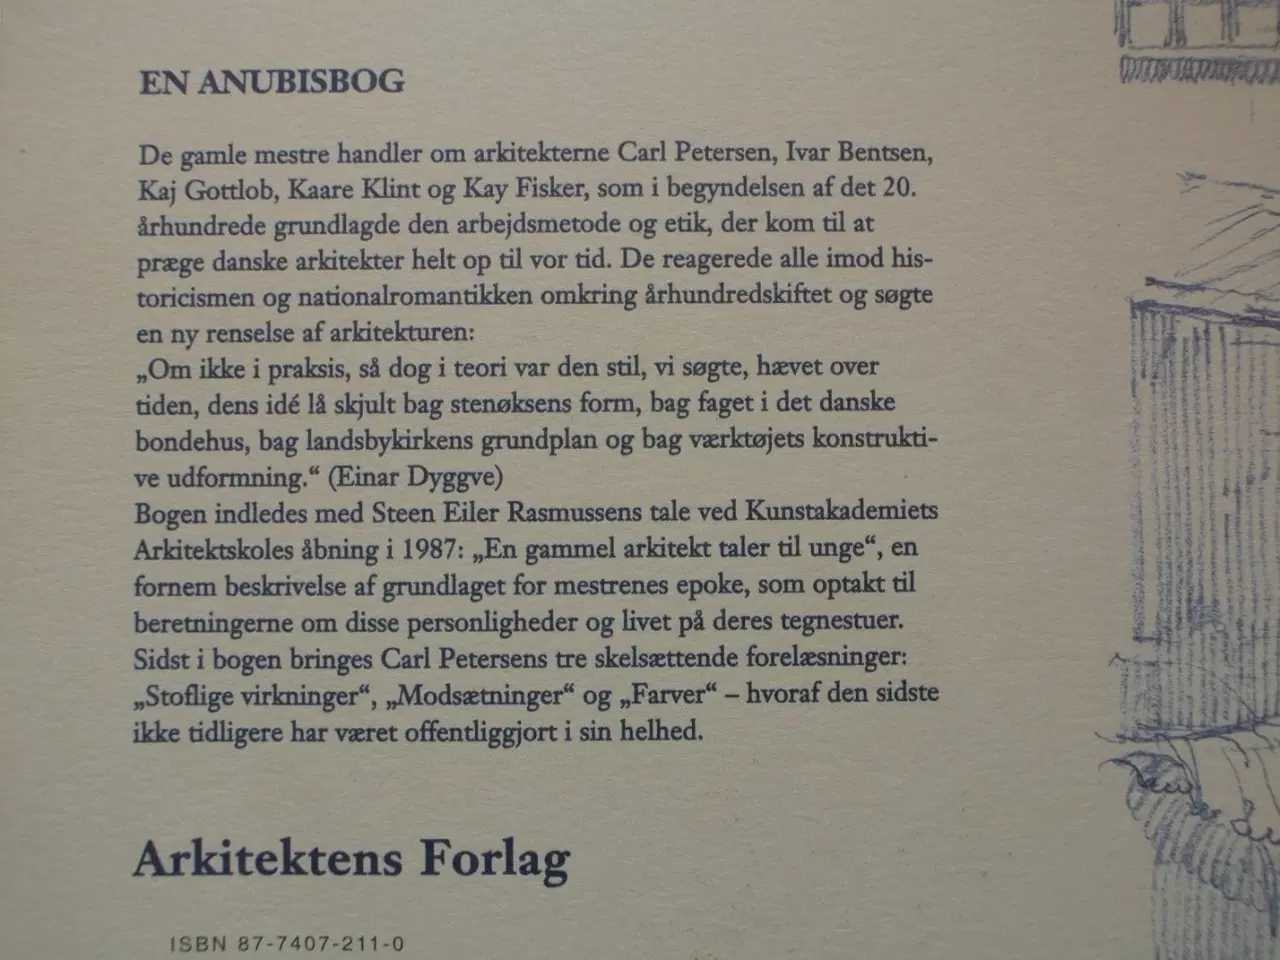 EN ANUBISBOG
De gamle mestre handler om arkitekterne Carl Petersen, Ivar Bentsen,
Kaj Gottlob, Kaare Klint og Kay Fisker, som i begyndelsen af det 20.
århundrede grundlagde den arbejdsmetode og etik, der kom til at
præge danske arkitekter helt op til vor tid. De reagerede alle imod his-
toricismen og nationalromantikken omkring århundredskiftet og søgte
en ny renselse af arkitekturen:
„Om ikke i praksis, så dog i teori var den stil, vi søgte, hævet over
tiden, dens idé lå skjult bag stenøksens form, bag faget i det danske
bondehus, bag landsbykirkens grundplan og bag værktøjets konstrukti-
ve udformning.“ (Einar Dyggve)
Bogen indledes med Steen Eiler Rasmussens tale ved Kunstakademiets
Arkitektskoles åbning i 1987: „En gammel arkitekt taler til unge“, en
fornem beskrivelse af grundlaget for mestrenes epoke, som optakt til
beretningerne om disse personligheder og livet på deres tegnestuer.
Sidst i bogen bringes Carl Petersens tre skelsættende forelæsninger:
„Stoflige virkninger“, „Modsætninger“ og „Farver“ – hvoraf den sidste
ikke tidligere har været offentliggjort i sin helhed.
Arkitektens Forlag
ISBN 87-7407-211-0